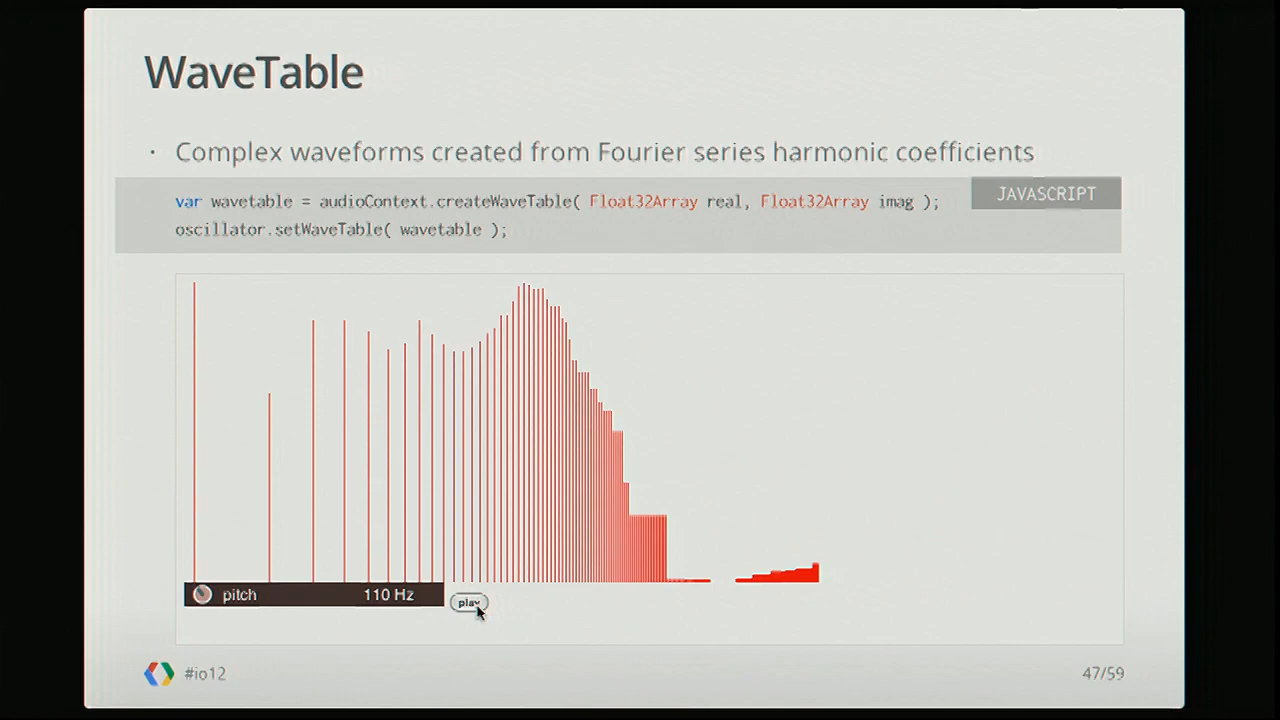 WaveTable
· Complex waveforms created from Fourier series harmonic coefficients
JAVASCRIPT
var wavetable = audioContext.createWaveTable( Float32Array real, Float32Array imag );
oscillator.setWaveTable( wavetable );
pitch 110 Hz
play
#io12 47/59